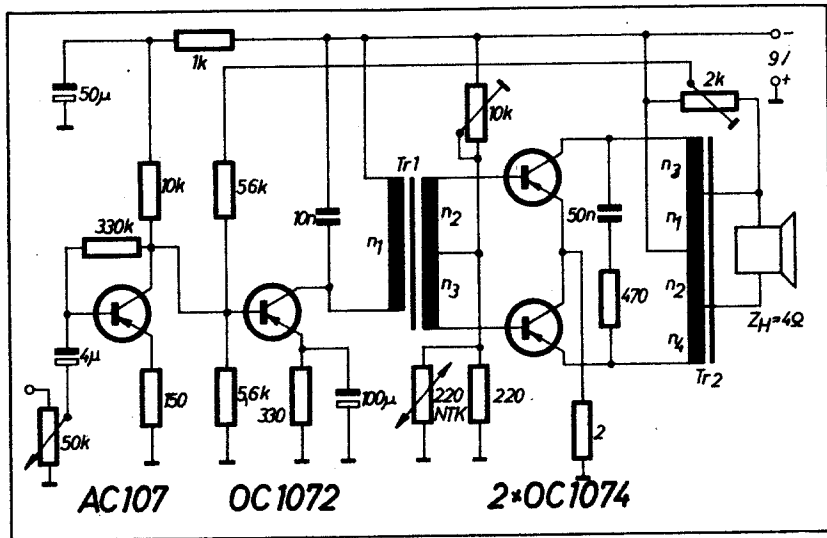 1k
9/
-
+
50μ
2k
10k
10k
56k
Tr1
n3
330k
10n
n2
50n
n1
n1
n3
n2
470
4μ
n4
ZH=4Ω
Tr2
50k
150
5,6k
330
100μ
220
NTK
220
2
AC107
OC1072
2×OC1074